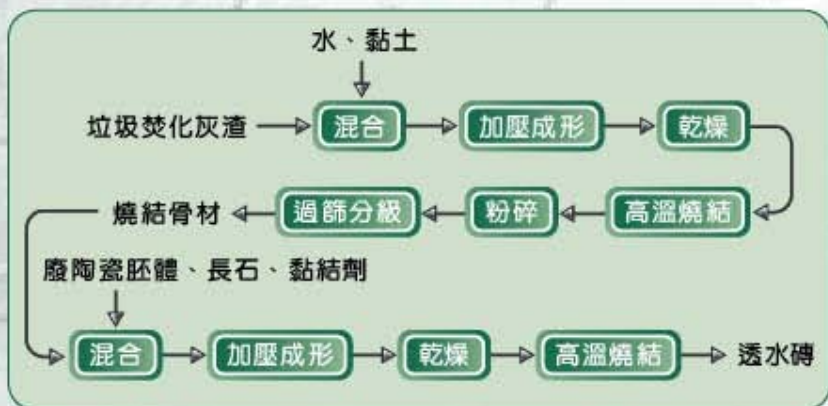 水、黏土
垃圾焚化灰渣 混合 加壓成形 乾燥
燒結骨材 過篩分級 粉碎 高溫燒結
廢陶瓷胚體、長石、黏結劑
混合 加壓成形 乾燥 高溫燒結 透水磚